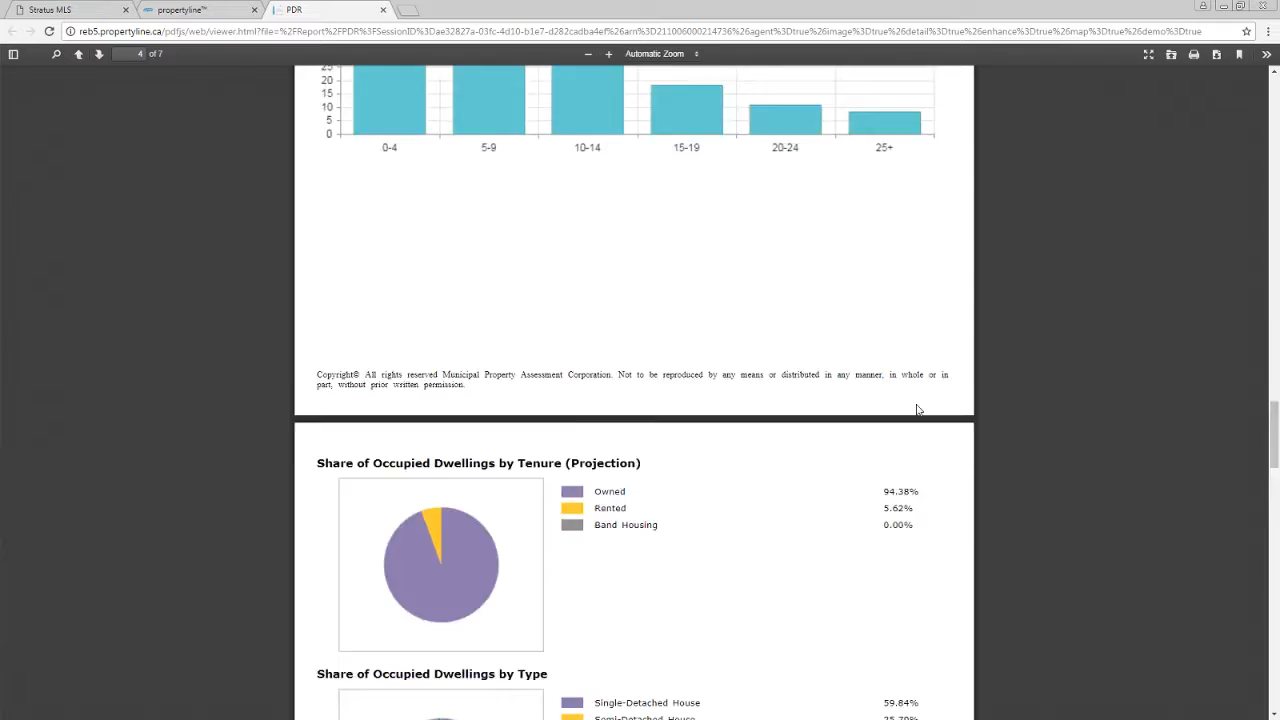 Stratus MLS
propertyline™
PDR
reb5.propertyline.ca/pdfjs/web/viewer.html?file=%2FReport%2FPDR%3FSessionID%3Dae32827a-03fc-4d10-b1e7-d282cadba4ef%26arn%3D211006000214736%26agent%3Dtrue%26image%3Dtrue%26detail%3Dtrue%26enhance%3Dtrue%26map%3Dtrue%26demo%3Dtrue
4 of 7
Automatic Zoom
25
20
15
10
5
0
0-4 5-9 10-14 15-19 20-24 25+
Copyright© All rights reserved Municipal Property Assessment Corporation. Not to be reproduced by any means or distributed in any manner, in whole or in
part, without prior written permission.
Share of Occupied Dwellings by Tenure (Projection)
Owned 94.38%
Rented 5.62%
Band Housing 0.00%
Share of Occupied Dwellings by Type
Single-Detached House 59.84%
Semi-Detached House 25.70%